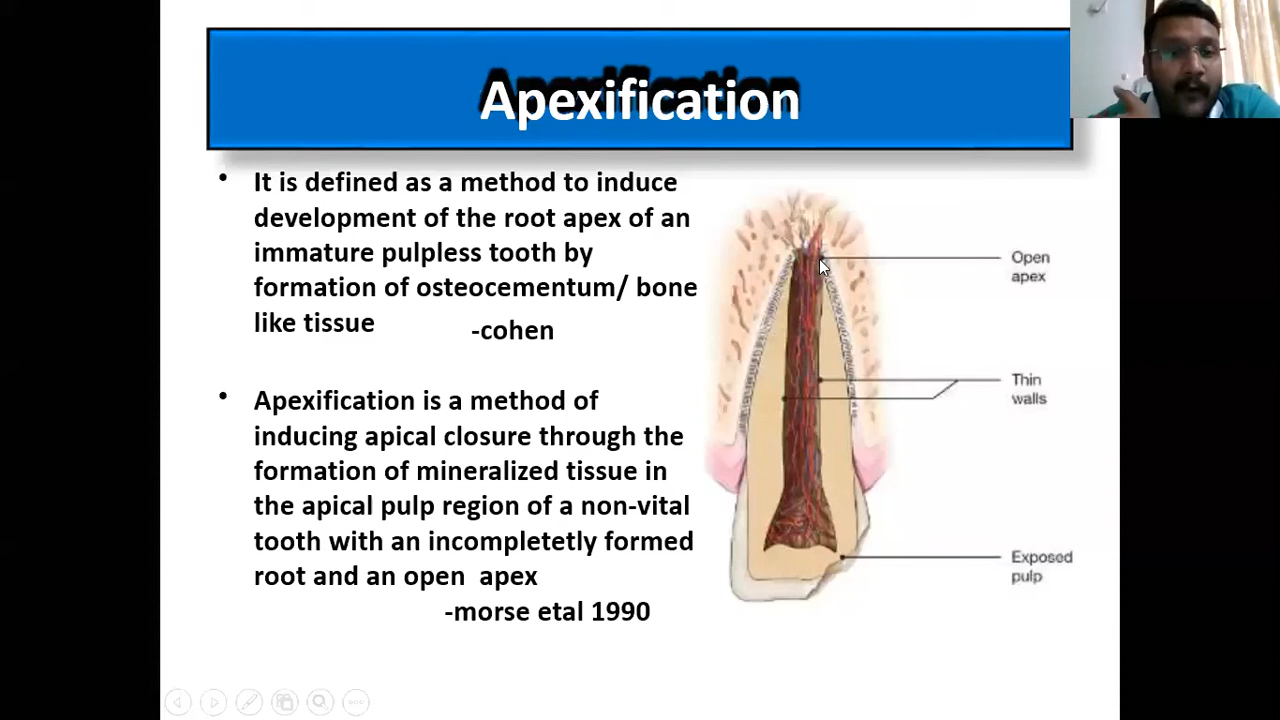 Apexification
• It is defined as a method to induce
development of the root apex of an
immature pulpless tooth by
formation of osteocementum/ bone
like tissue
-cohen
• Apexification is a method of
inducing apical closure through the
formation of mineralized tissue in
the apical pulp region of a non-vital
tooth with an incompletetly formed
root and an open apex
-morse etal 1990
Open
apex
Thin
walls
Exposed
pulp